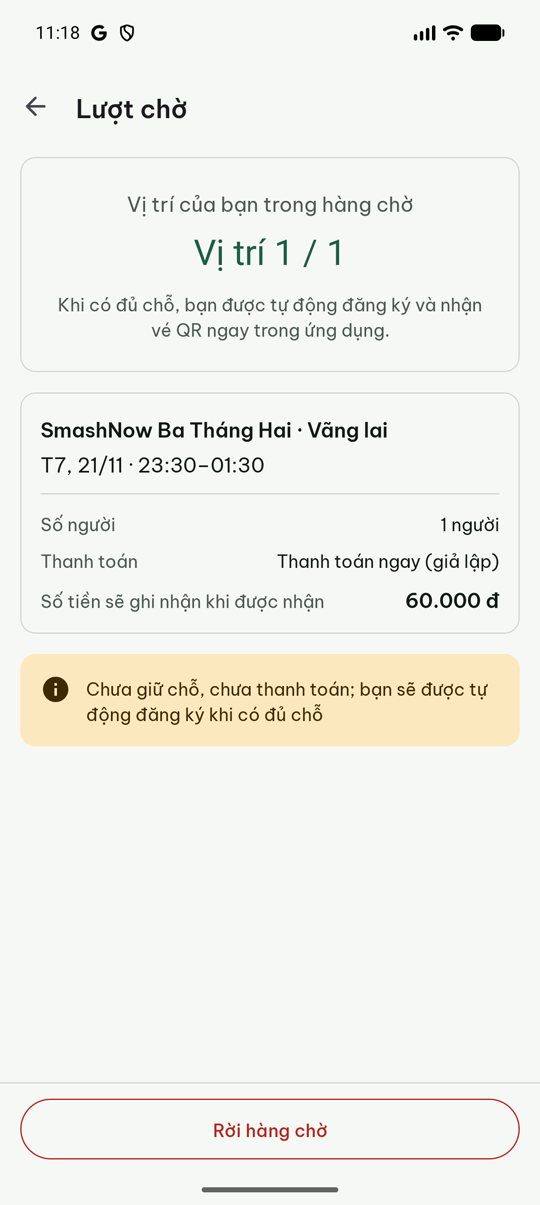 11:18
Lượt chờ
Vị trí của bạn trong hàng chờ
Vị trí 1 / 1
Khi có đủ chỗ, bạn được tự động đăng ký và nhận
vé QR ngay trong ứng dụng.
SmashNow Ba Tháng Hai · Vãng lai
T7, 21/11 · 23:30–01:30
Số người 1 người
Thanh toán Thanh toán ngay (giả lập)
Số tiền sẽ ghi nhận khi được nhận 60.000 đ
Chưa giữ chỗ, chưa thanh toán; bạn sẽ được tự
động đăng ký khi có đủ chỗ
Rời hàng chờ